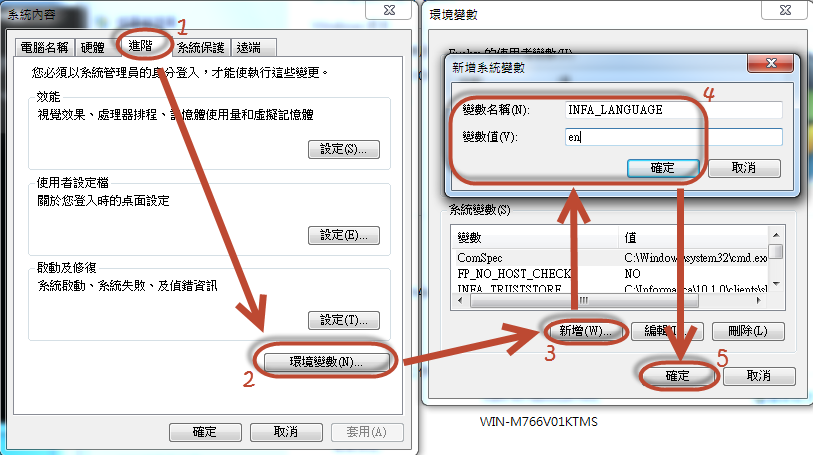 系統內容
1
電腦名稱 硬體 進階 系統保護 遠端
您必須以系統管理員的身分登入，才能使執行這些變更。
效能
視覺效果、處理器排程、記憶體使用量和虛擬記憶體
設定(S)...
使用者設定檔
關於您登入時的桌面設定
設定(E)...
啟動及修復
系統啟動、系統失敗、及偵錯資訊
設定(T)...
2
環境變數(N)...
確定 取消 套用(A)
環境變數
的使用者變數(U)
新增系統變數
4
變數名稱(N): INFA_LANGUAGE
變數值(V): en
確定 取消
系統變數(S)
變數 值
ComSpec C:\Windows\system32\cmd.exe
FP_NO_HOST_CHECK NO
INFA_TRUSTSTORE C:\Informatica\10.1.0\clients\sl
新增(W)... 編輯(I)... 刪除(L)
3
5
確定 取消
WIN-M766V01KTMS